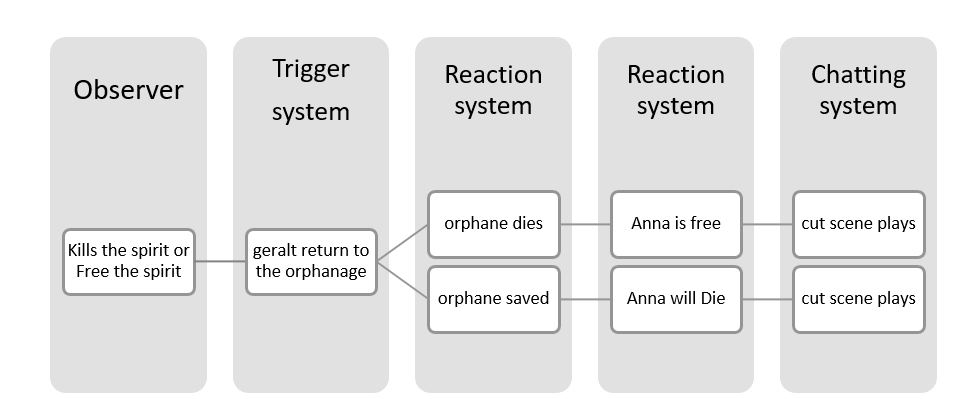 Observer
Trigger
system
Reaction
system
Reaction
system
Chatting
system
Kills the spirit or
Free the spirit
geralt return to
the orphanage
orphane dies
Anna is free
cut scene plays
orphane saved
Anna will Die
cut scene plays